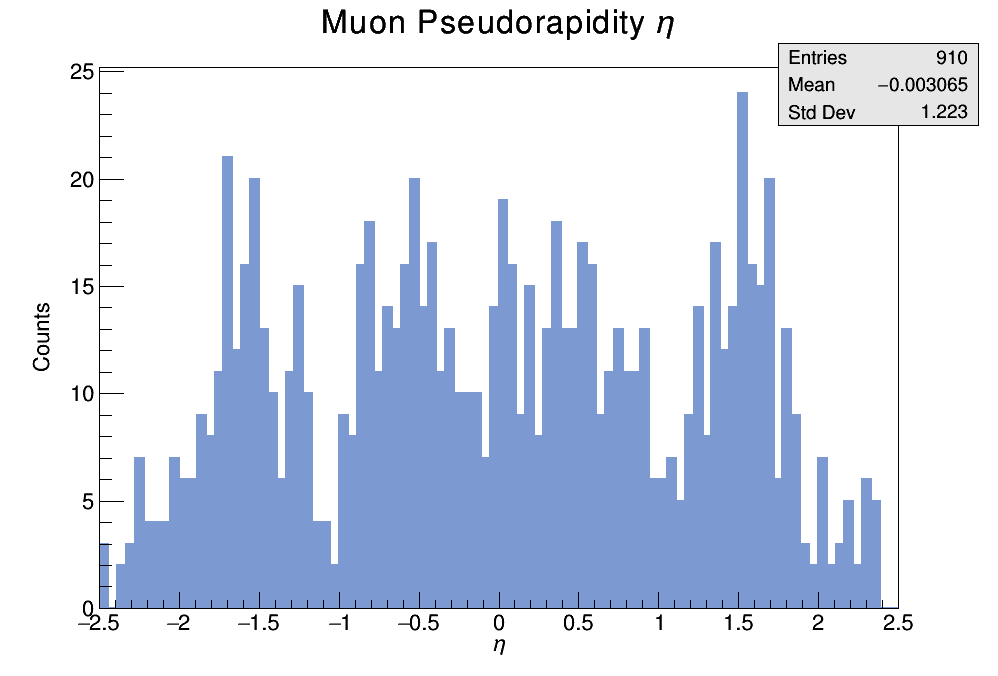 Muon Pseudorapidity η
Entries 910
Mean −0.003065
Std Dev 1.223
25
20
15
10
5
0
Counts
−2.5 −2 −1.5 −1 −0.5 0 0.5 1 1.5 2 2.5
η